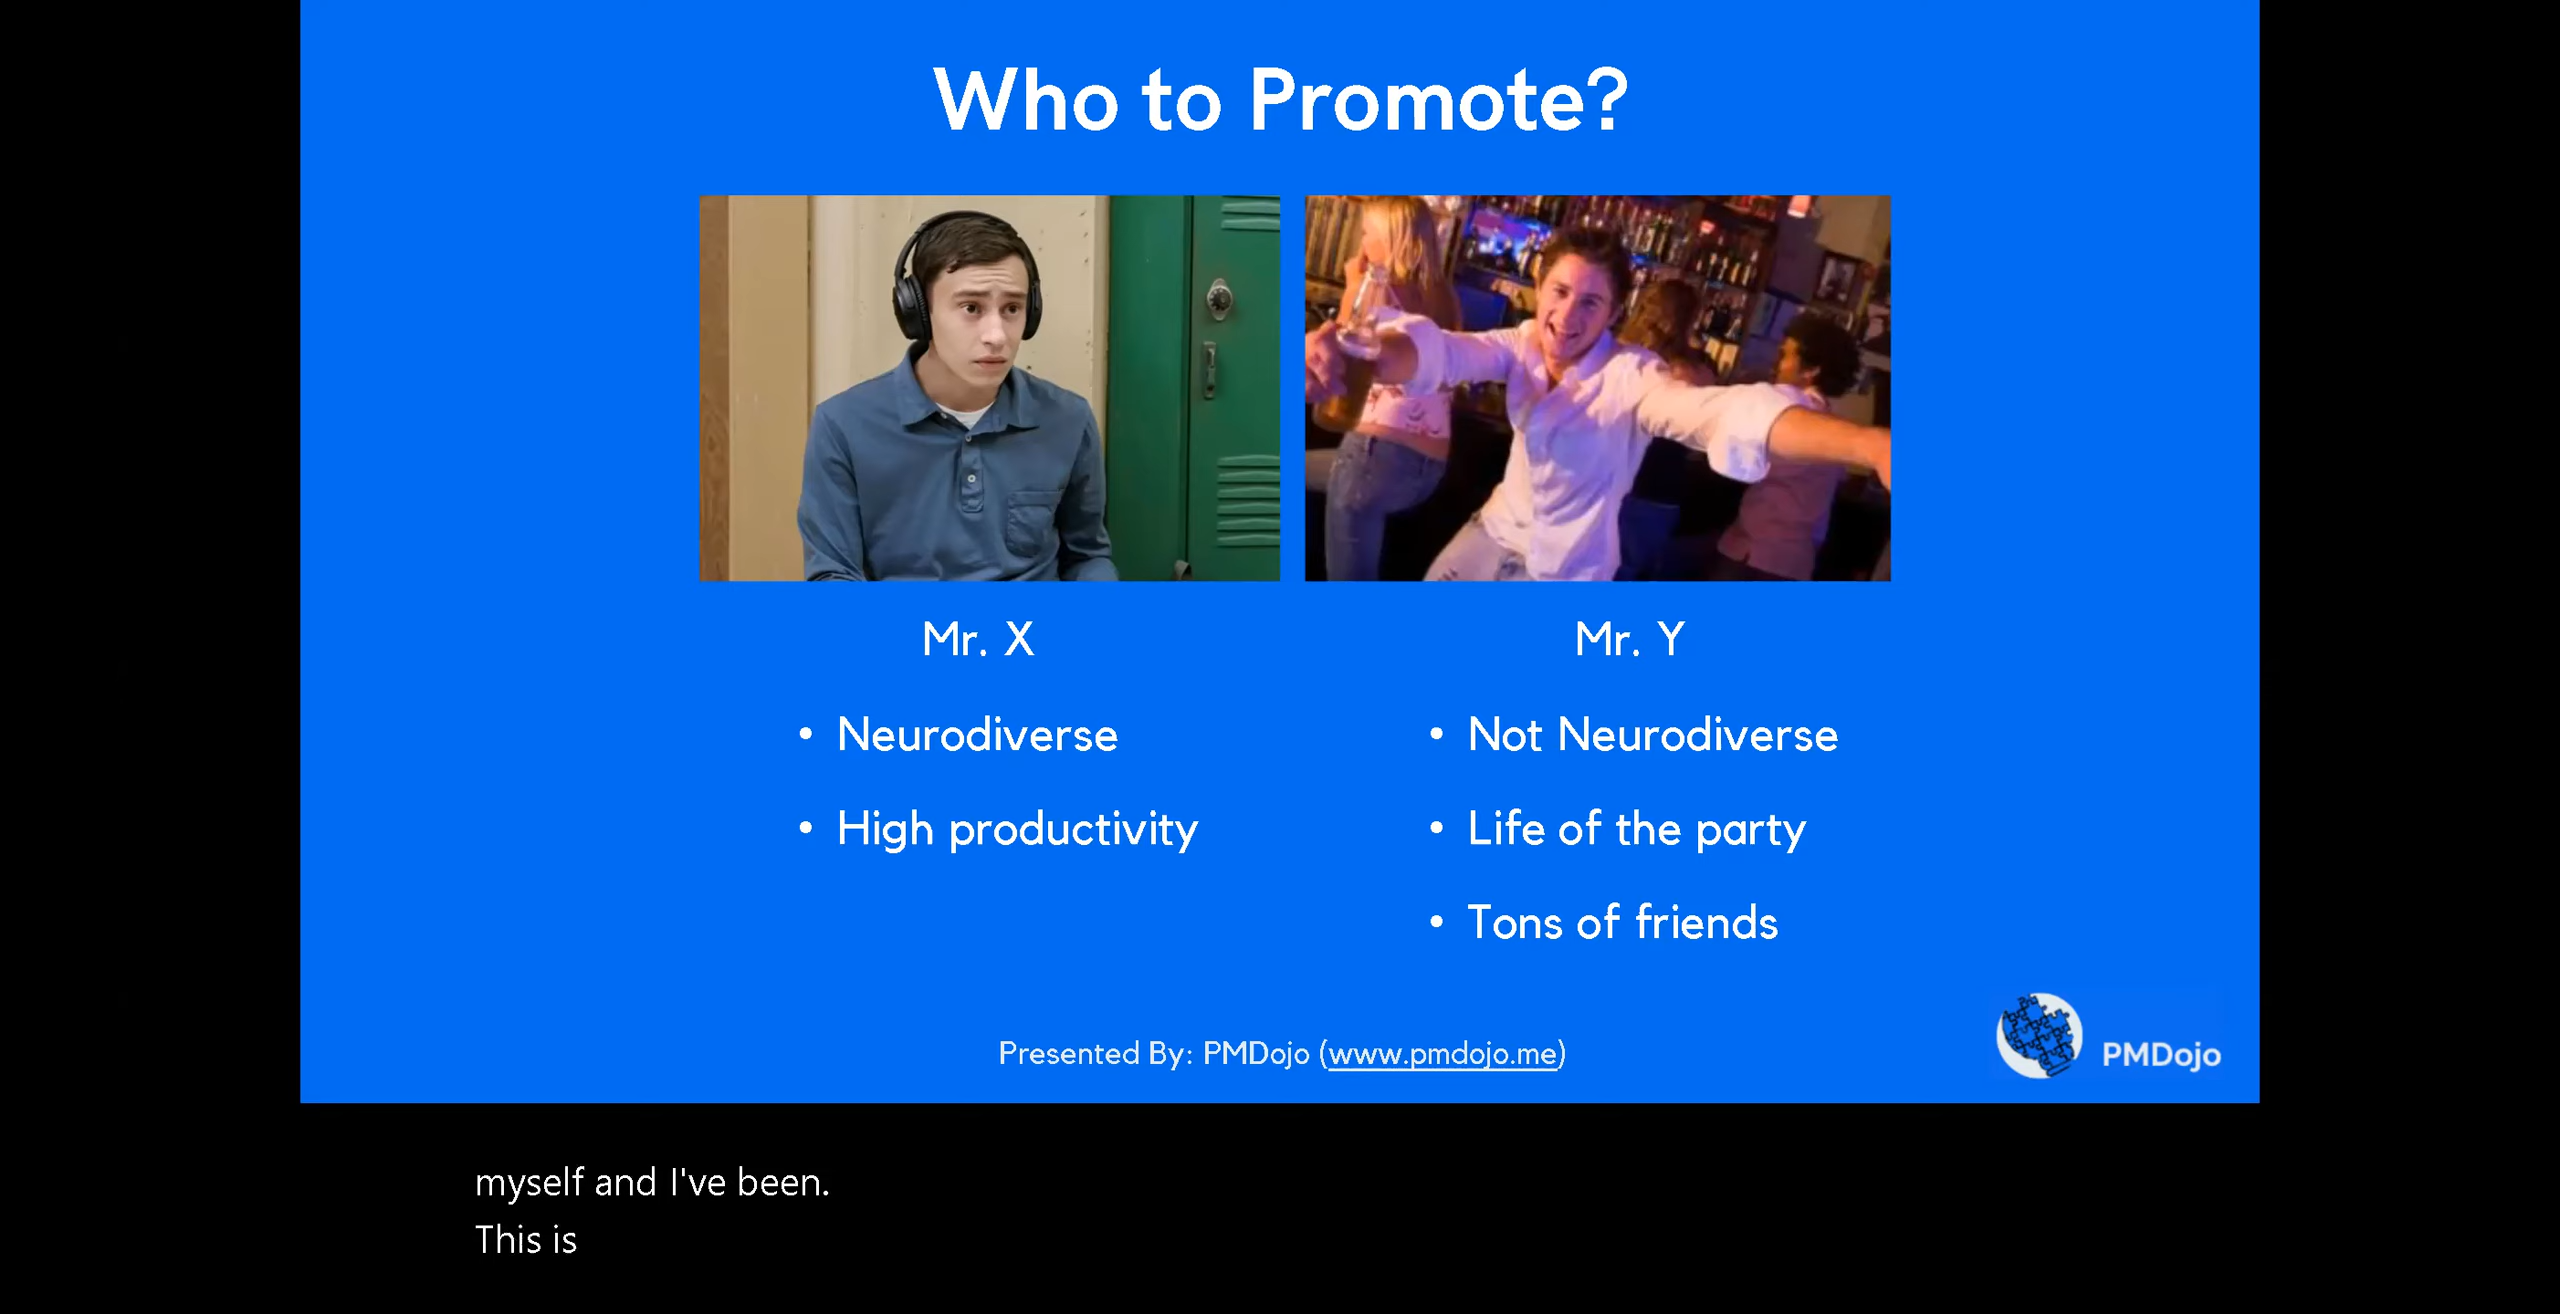 Who to Promote?
Mr. X
• Neurodiverse
• High productivity
Mr. Y
• Not Neurodiverse
• Life of the party
• Tons of friends
Presented By: PMDojo (www.pmdojo.me)
PMDojo
myself and I've been.
This is